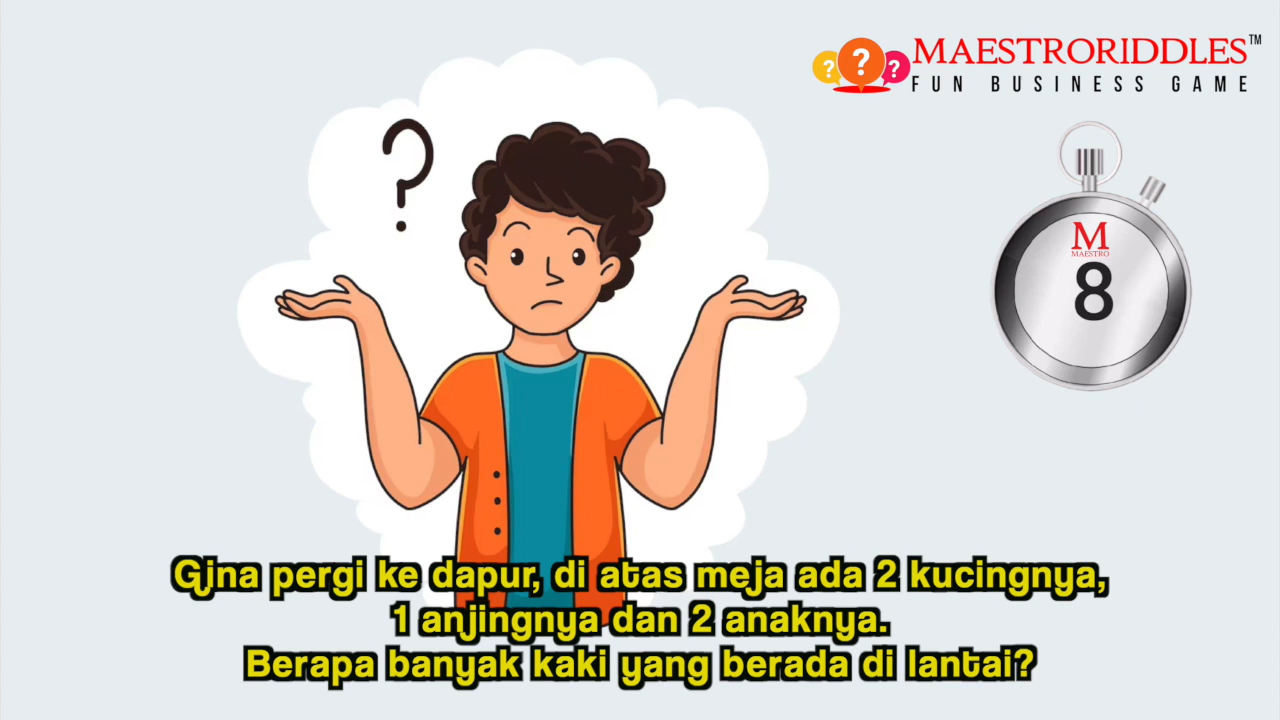 MAESTRORIDDLES™
FUN BUSINESS GAME
?
?
?
?
M
MAESTRO
8
Gina pergi ke dapur, di atas meja ada 2 kucingnya,
1 anjingnya dan 2 anaknya.
Berapa banyak kaki yang berada di lantai?